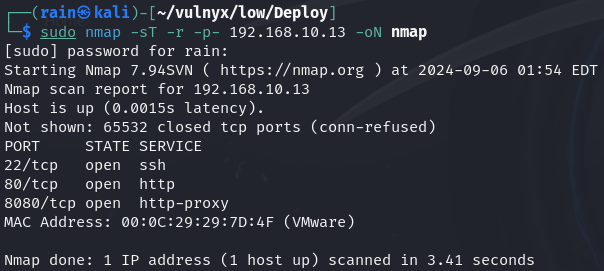 ┌──(rain㉿kali)-[~/vulnyx/low/Deploy]
└─$ sudo nmap -sT -r -p- 192.168.10.13 -oN nmap
[sudo] password for rain:
Starting Nmap 7.94SVN ( https://nmap.org ) at 2024-09-06 01:54 EDT
Nmap scan report for 192.168.10.13
Host is up (0.0015s latency).
Not shown: 65532 closed tcp ports (conn-refused)
PORT     STATE SERVICE
22/tcp   open  ssh
80/tcp   open  http
8080/tcp open  http-proxy
MAC Address: 00:0C:29:29:7D:4F (VMware)

Nmap done: 1 IP address (1 host up) scanned in 3.41 seconds